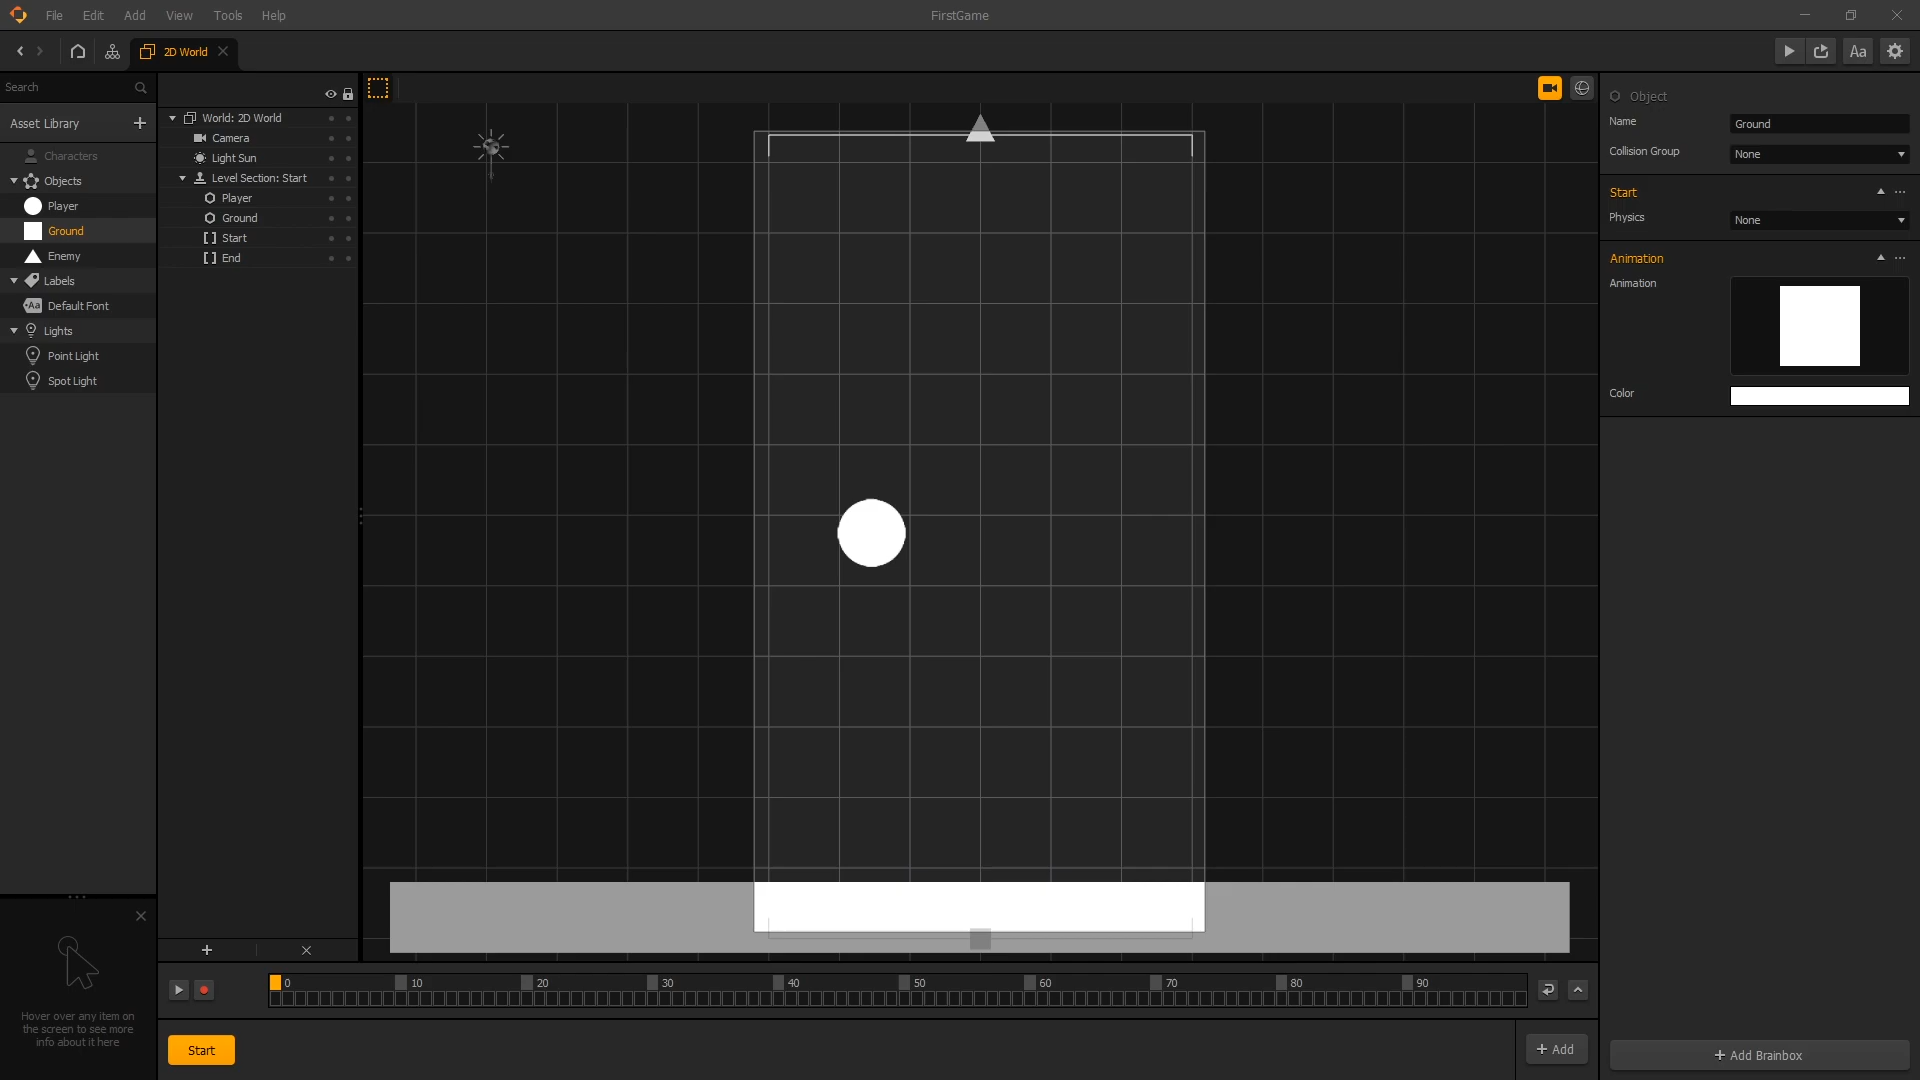 File Edit Add View Tools Help
FirstGame
2D World
Aa
Search
Asset Library
Characters
Objects
Player
Ground
Enemy
Labels
Aa Default Font
Lights
Point Light
Spot Light
World: 2D World
Camera
Light Sun
Level Section: Start
Player
Ground
Start
End
Object
Name Ground
Collision Group None
Start
Physics None
Animation
Animation
Color
0 10 20 30 40 50 60 70 80 90
Hover over any item on
the screen to see more
info about it here
Start
+ Add
+ Add Brainbox